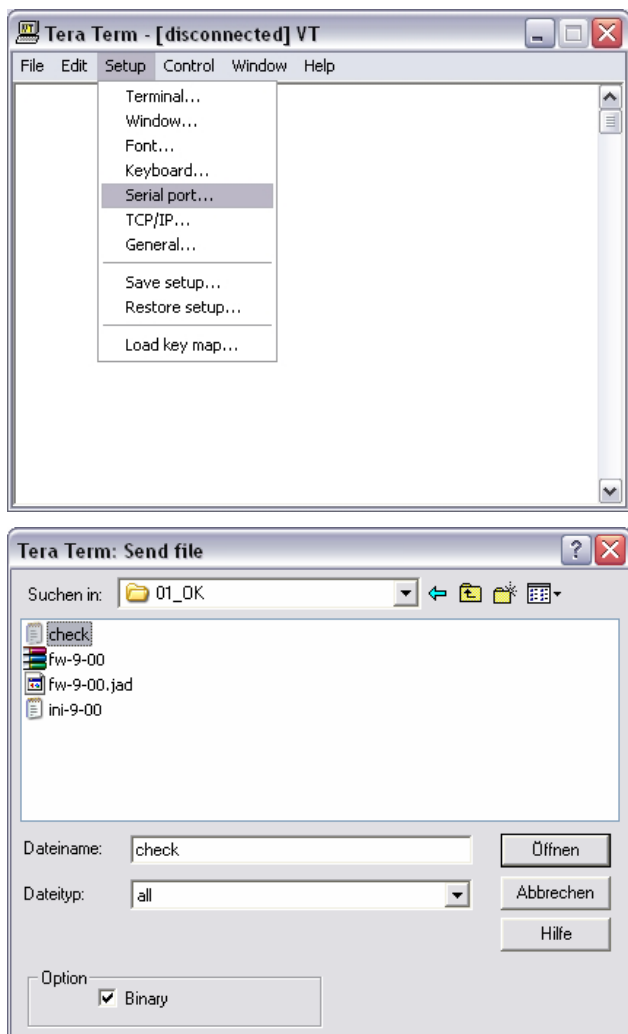 VT Tera Term - [disconnected] VT
File Edit Setup Control Window Help
Terminal...
Window...
Font...
Keyboard...
Serial port...
TCP/IP...
General...
Save setup...
Restore setup...
Load key map...
Tera Term: Send file
Suchen in: 01_OK
check
fw-9-00
fw-9-00.jad
ini-9-00
Dateiname: check Öffnen
Dateityp: all Abbrechen
Hilfe
Option
Binary